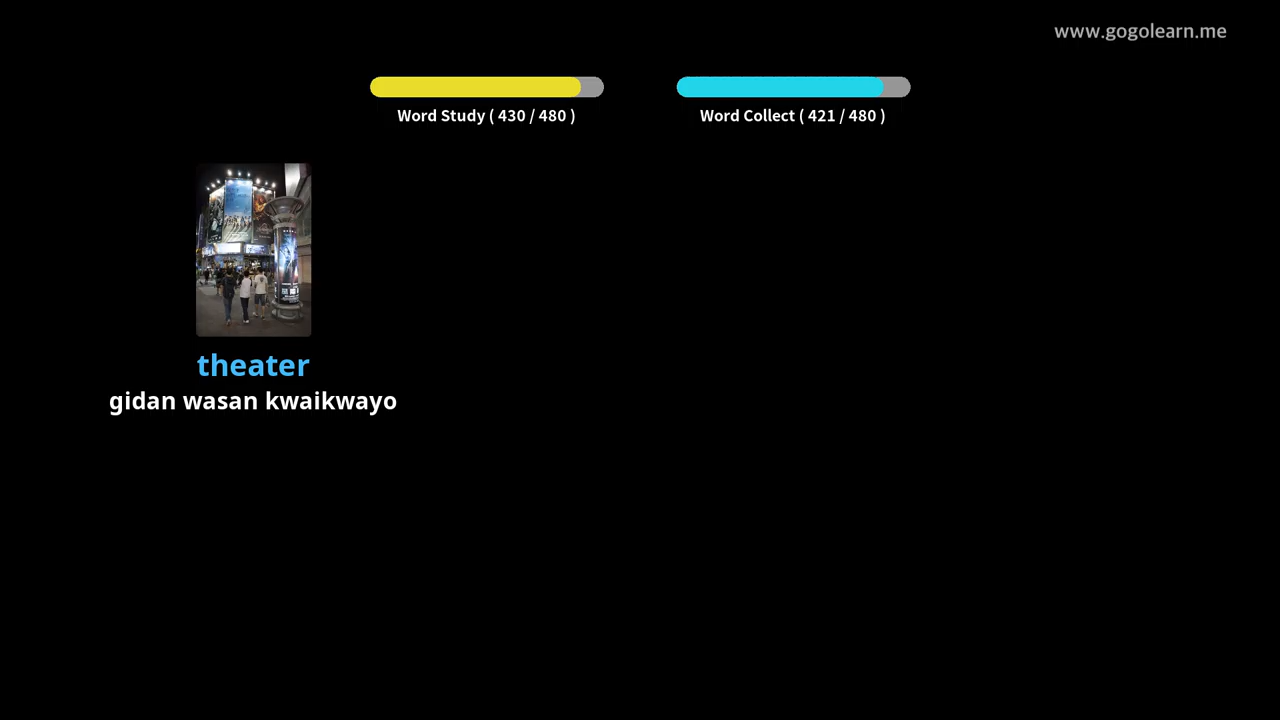 www.gogolearn.me
Word Study ( 430 / 480 )
Word Collect ( 421 / 480 )
theater
gidan wasan kwaikwayo